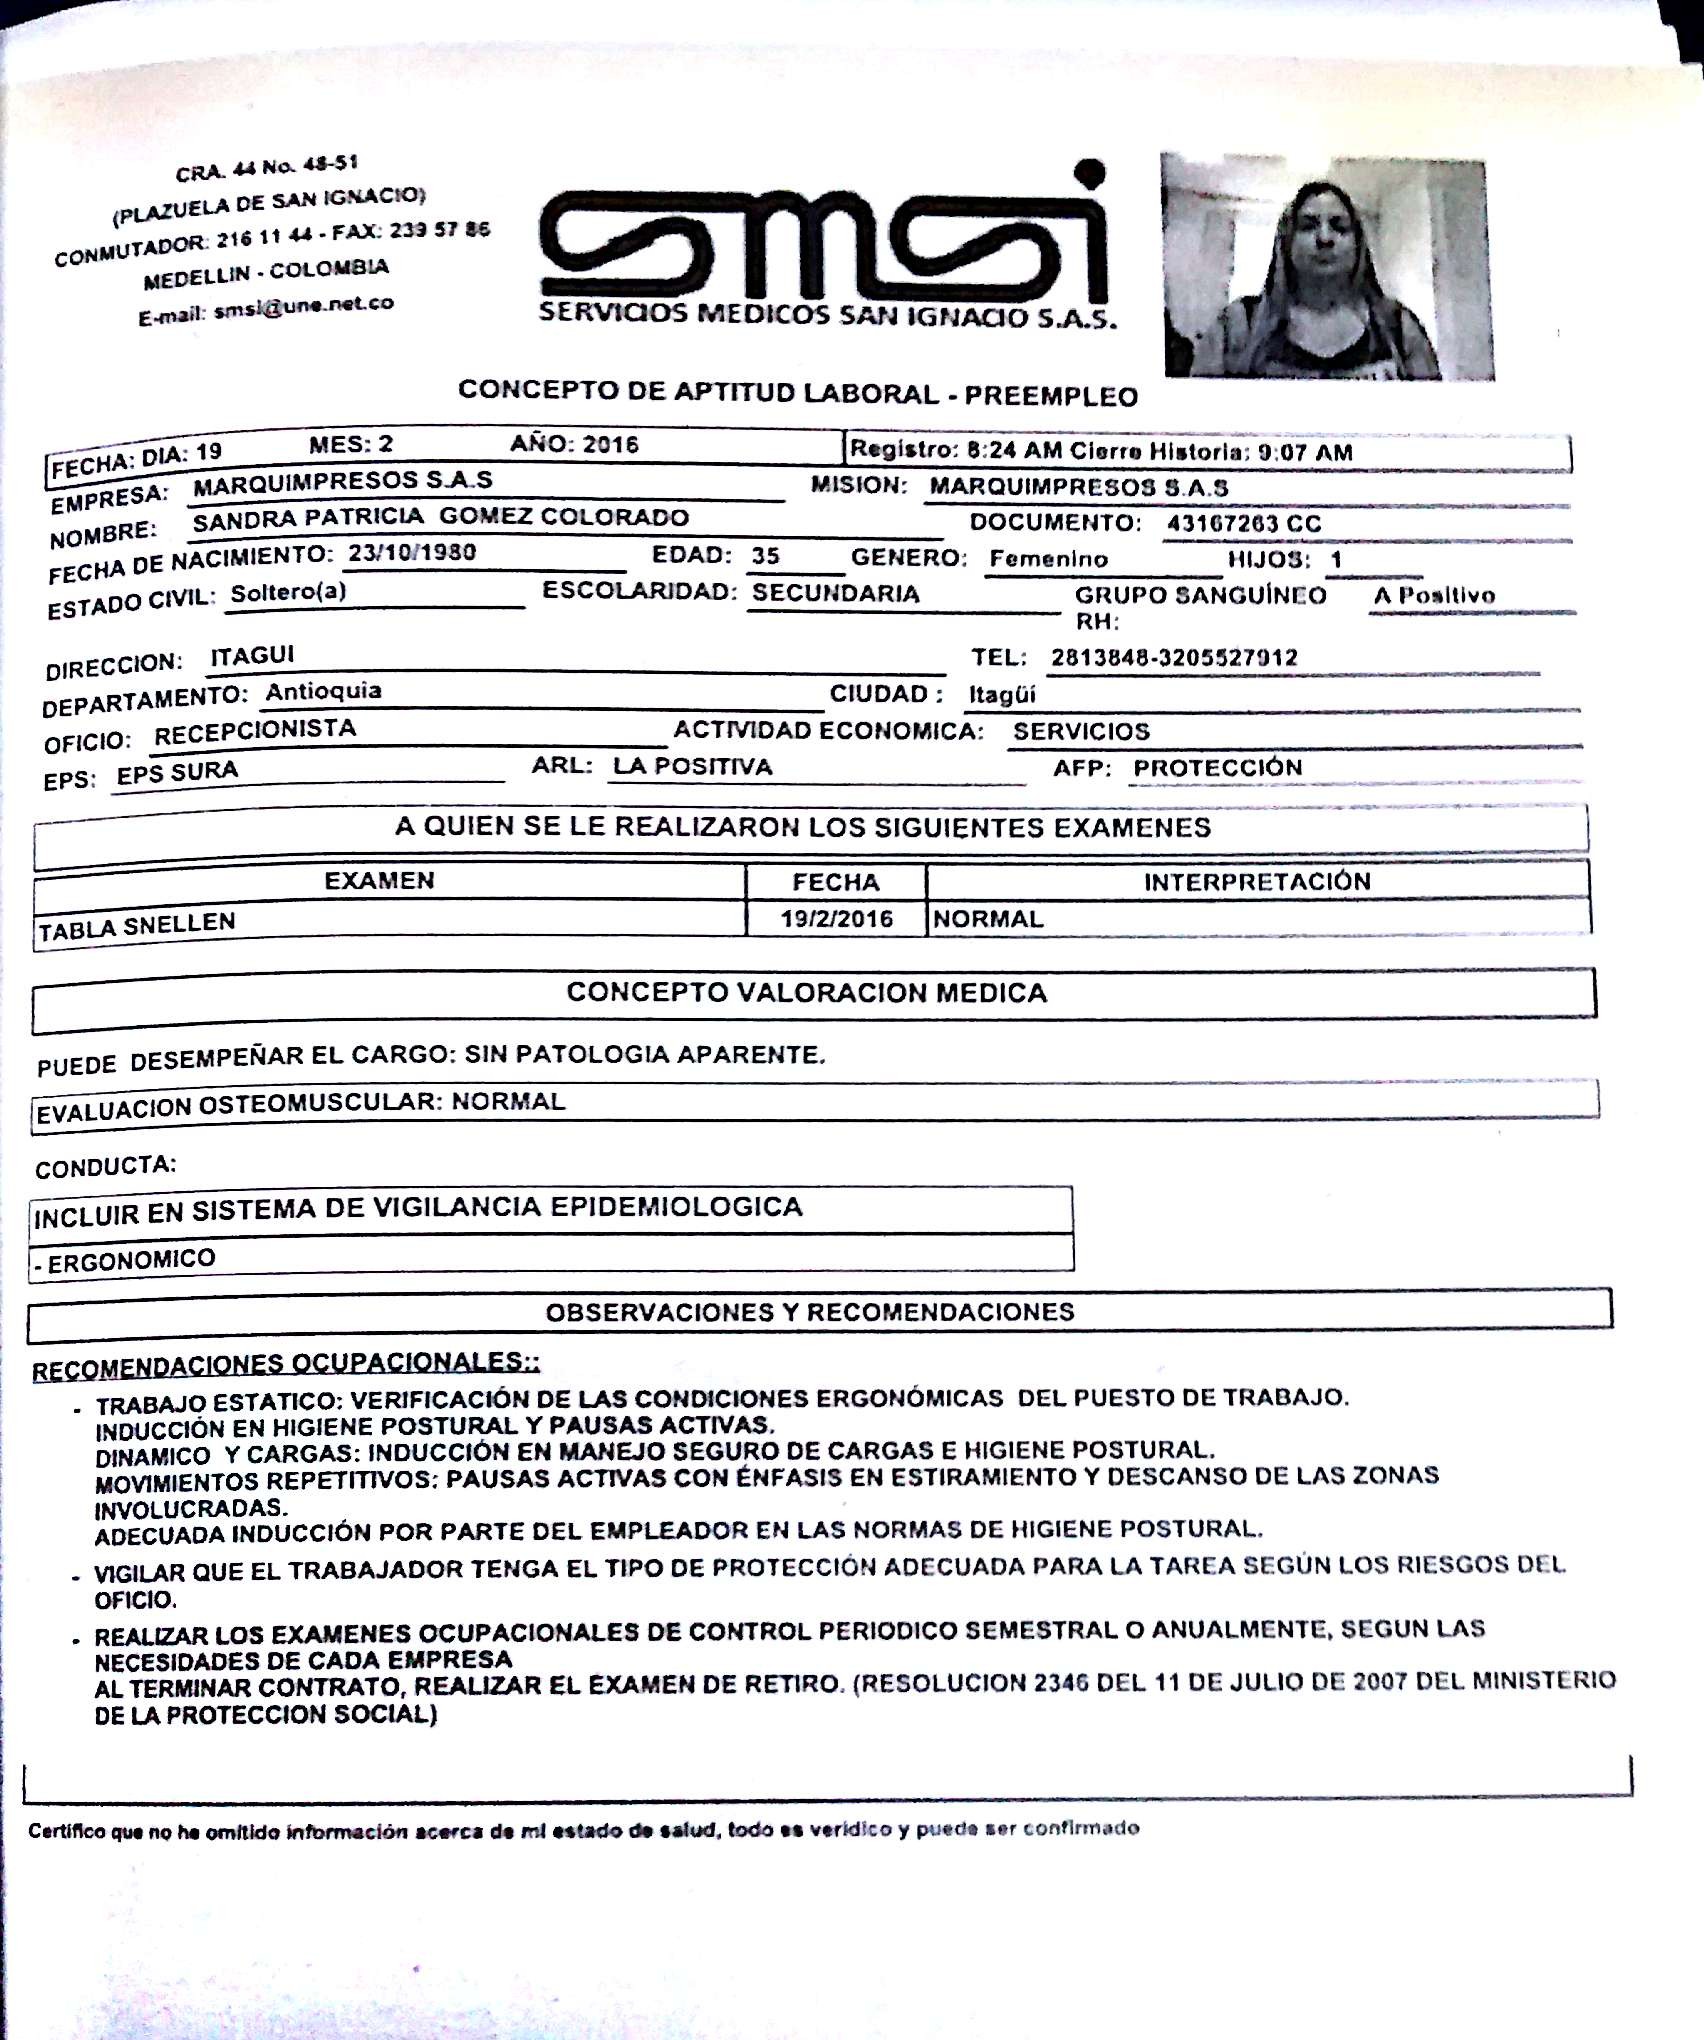 CRA. 44 No. 48-51
(PLAZUELA DE SAN IGNACIO)
CONMUTADOR: 216 11 44 - FAX: 239 57 86
MEDELLIN - COLOMBIA
E-mail: smsi@une.net.co
smsi
SERVICIOS MEDICOS SAN IGNACIO S.A.S.
CONCEPTO DE APTITUD LABORAL - PREEMPLEO
FECHA: DIA: 19 MES: 2 AÑO: 2016 Registro: 8:24 AM Cierre Historia: 9:07 AM
EMPRESA: MARQUIMPRESOS S.A.S MISION: MARQUIMPRESOS S.A.S
NOMBRE: SANDRA PATRICIA GOMEZ COLORADO DOCUMENTO: 43167263 CC
FECHA DE NACIMIENTO: 23/10/1980 EDAD: 35 GENERO: Femenino HIJOS: 1
ESTADO CIVIL: Soltero(a) ESCOLARIDAD: SECUNDARIA GRUPO SANGUÍNEO A Positivo
RH:
DIRECCION: ITAGUI TEL: 2813848-3205527912
DEPARTAMENTO: Antioquia CIUDAD : Itagüí
OFICIO: RECEPCIONISTA ACTIVIDAD ECONOMICA: SERVICIOS
EPS: EPS SURA ARL: LA POSITIVA AFP: PROTECCIÓN
A QUIEN SE LE REALIZARON LOS SIGUIENTES EXAMENES
EXAMEN FECHA INTERPRETACIÓN
TABLA SNELLEN 19/2/2016 NORMAL
CONCEPTO VALORACION MEDICA
PUEDE DESEMPEÑAR EL CARGO: SIN PATOLOGIA APARENTE.
EVALUACION OSTEOMUSCULAR: NORMAL
CONDUCTA:
INCLUIR EN SISTEMA DE VIGILANCIA EPIDEMIOLOGICA
- ERGONOMICO
OBSERVACIONES Y RECOMENDACIONES
RECOMENDACIONES OCUPACIONALES::
- TRABAJO ESTATICO: VERIFICACIÓN DE LAS CONDICIONES ERGONÓMICAS DEL PUESTO DE TRABAJO.
INDUCCIÓN EN HIGIENE POSTURAL Y PAUSAS ACTIVAS.
DINAMICO Y CARGAS: INDUCCIÓN EN MANEJO SEGURO DE CARGAS E HIGIENE POSTURAL.
MOVIMIENTOS REPETITIVOS: PAUSAS ACTIVAS CON ÉNFASIS EN ESTIRAMIENTO Y DESCANSO DE LAS ZONAS
INVOLUCRADAS.
ADECUADA INDUCCIÓN POR PARTE DEL EMPLEADOR EN LAS NORMAS DE HIGIENE POSTURAL.
- VIGILAR QUE EL TRABAJADOR TENGA EL TIPO DE PROTECCIÓN ADECUADA PARA LA TAREA SEGÚN LOS RIESGOS DEL
OFICIO.
- REALIZAR LOS EXAMENES OCUPACIONALES DE CONTROL PERIODICO SEMESTRAL O ANUALMENTE, SEGUN LAS
NECESIDADES DE CADA EMPRESA
AL TERMINAR CONTRATO, REALIZAR EL EXAMEN DE RETIRO. (RESOLUCION 2346 DEL 11 DE JULIO DE 2007 DEL MINISTERIO
DE LA PROTECCION SOCIAL)
Certifico que no he omitido información acerca de mi estado de salud, todo es verídico y puede ser confirmado